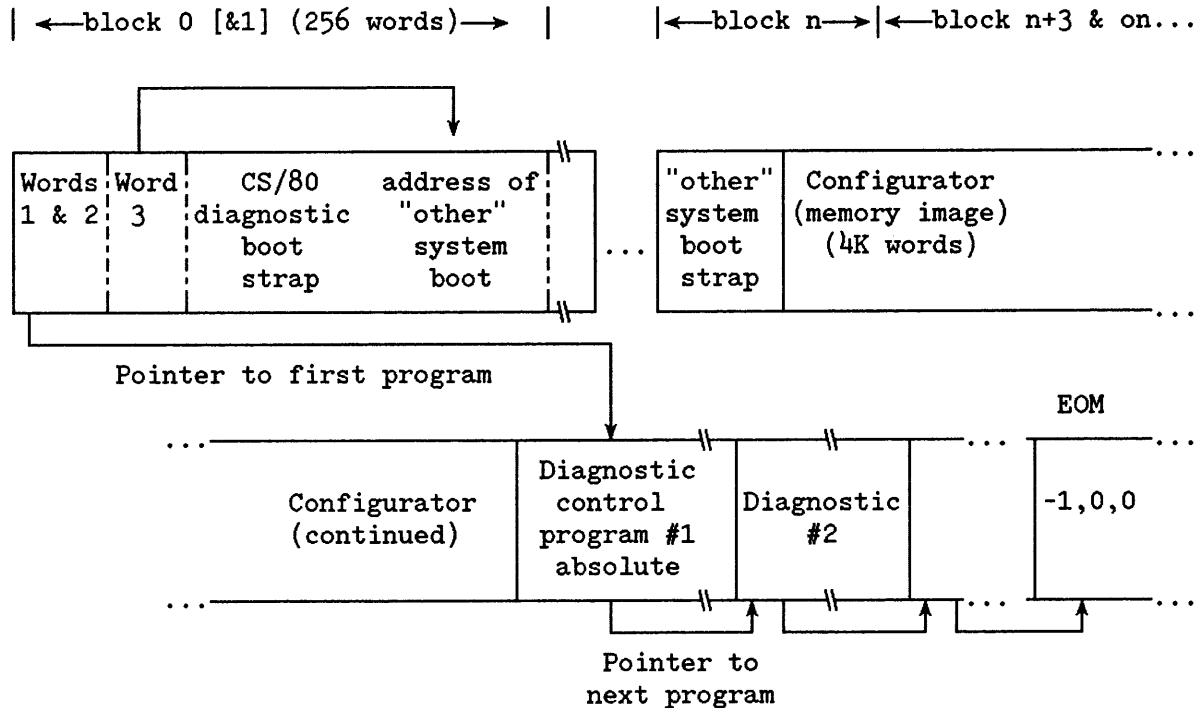 |←block 0 [&1] (256 words)→| |←block n→|←block n+3 & on...
Words Word CS/80 address of "other" Configurator ...
1 & 2 3 diagnostic "other" system (memory image)
boot system ... boot (4K words)
strap boot strap
...
Pointer to first program
EOM
... ... ...
Diagnostic
Configurator control Diagnostic -1,0,0
(continued) program #1 #2
absolute
... ... ...
Pointer to
next program